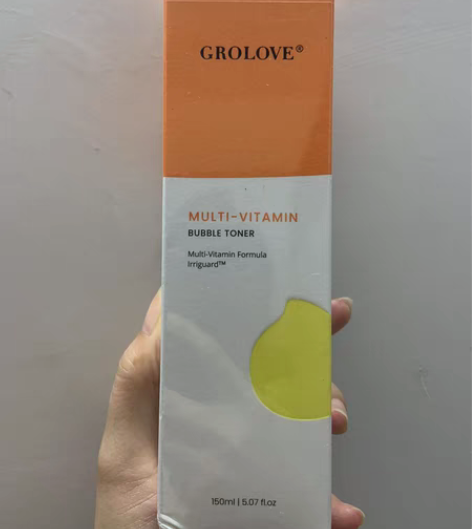 GROLOVE®
MULTI-VITAMIN
BUBBLE TONER
Multi-Vitamin Formula
Irriguard™
150ml | 5.07 fl.oz